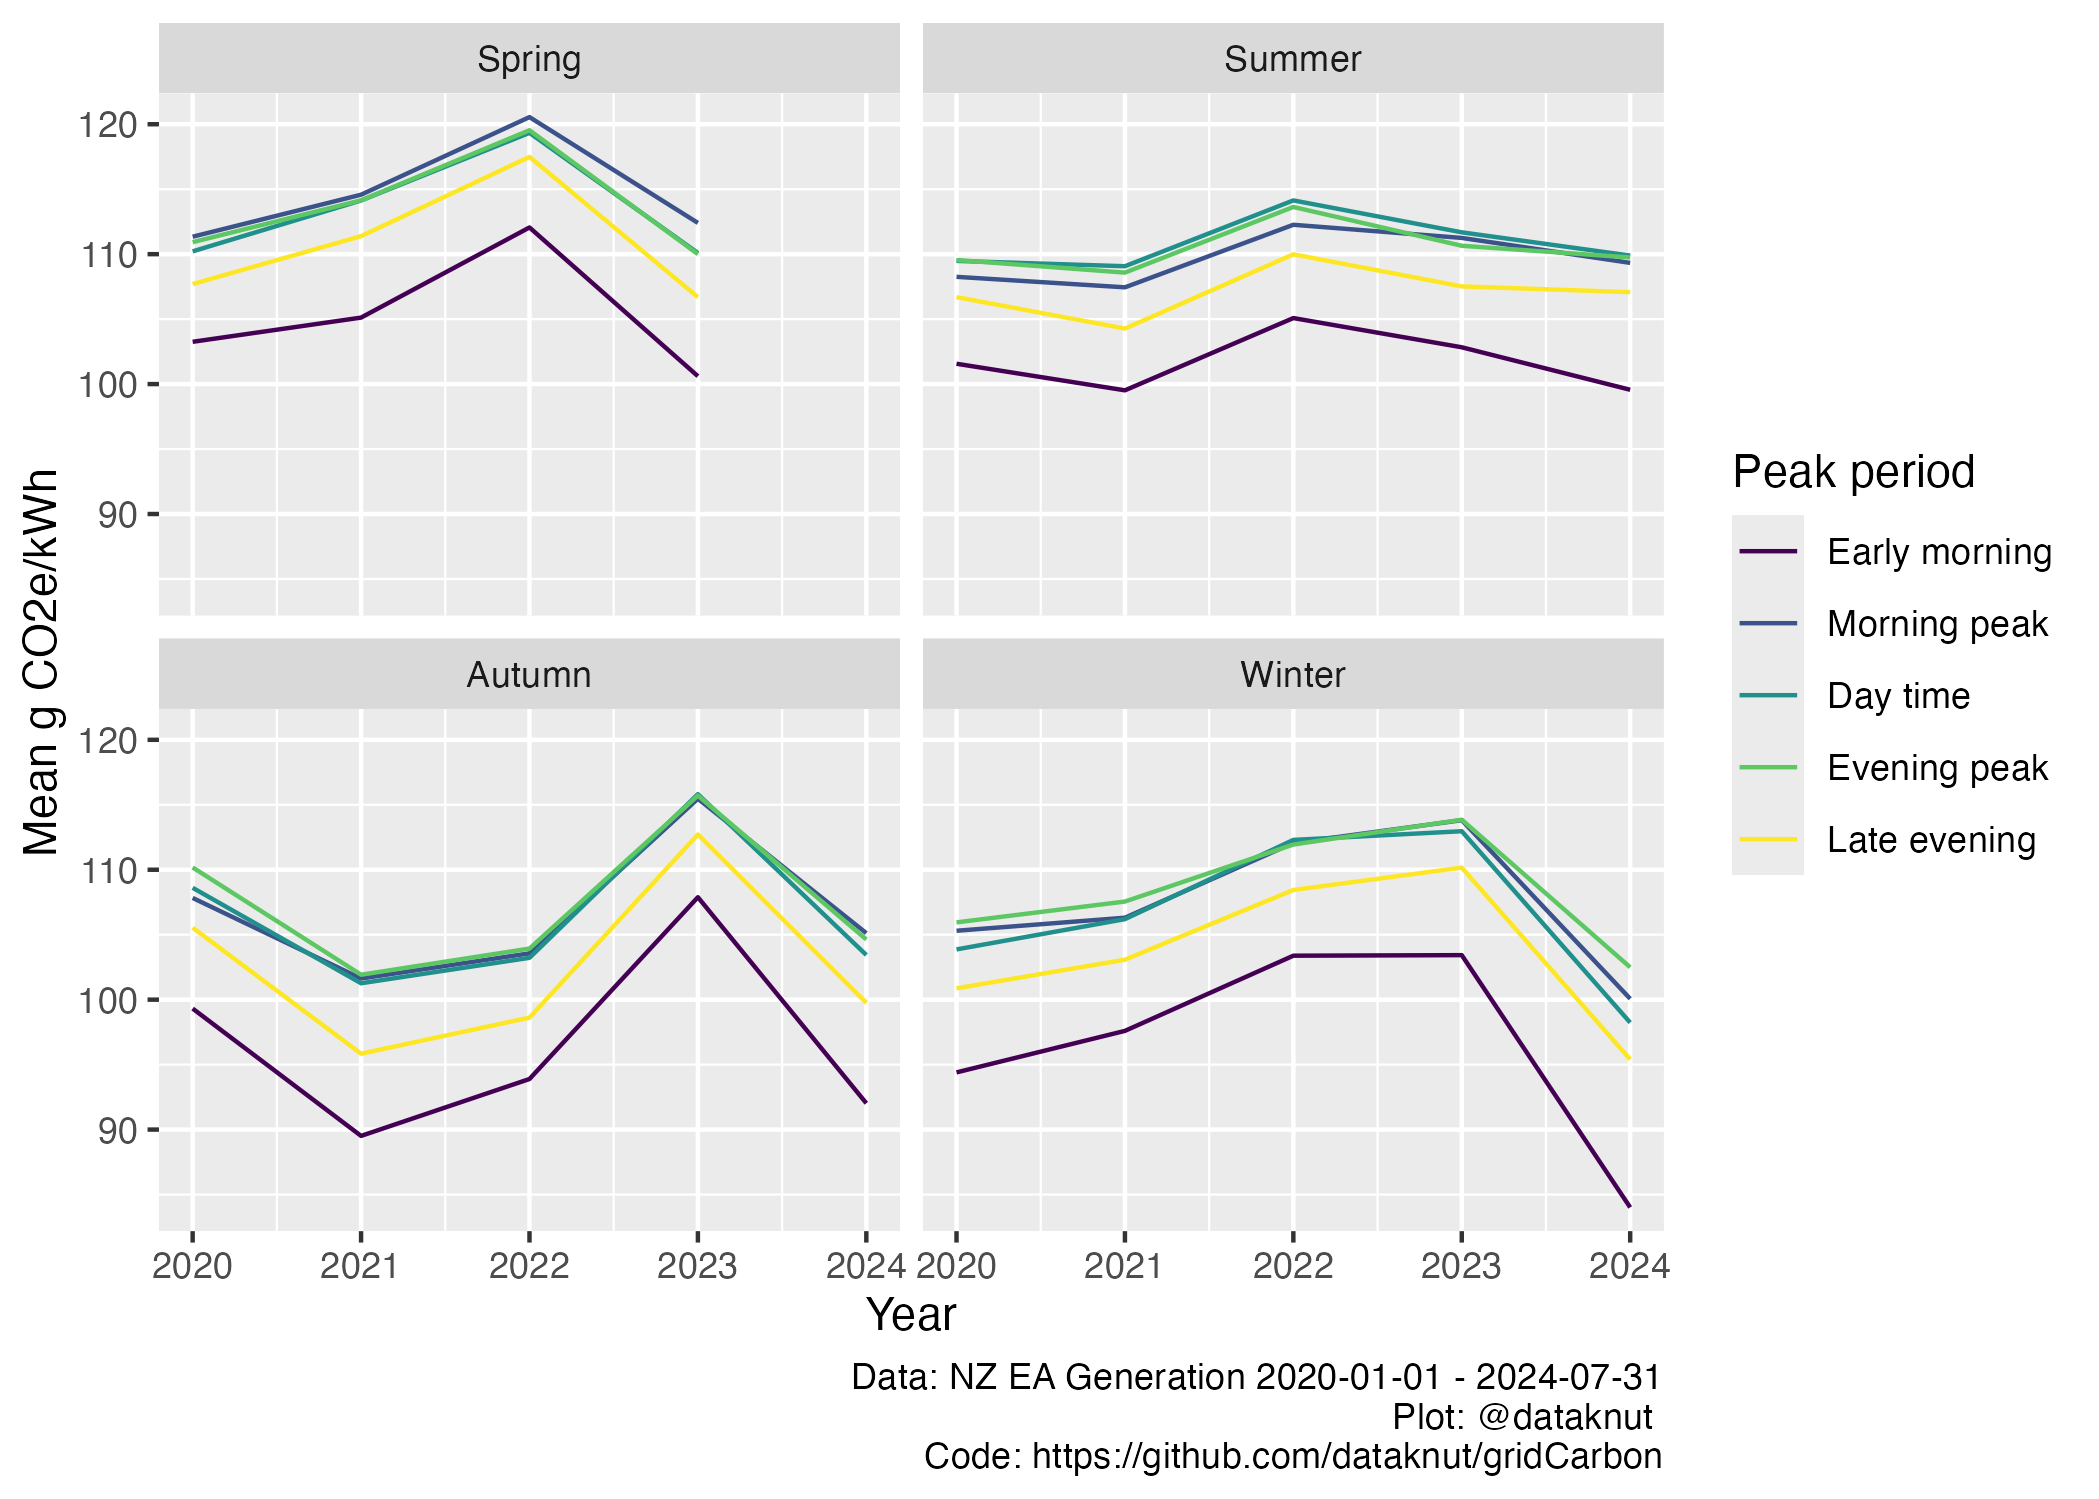 Spring
Summer
120
110
100
90
Autumn
Winter
120
110
100
90
2020
2021
2022
2023
2024
2020
2021
2022
2023
2024
Year
Mean g CO2e/kWh
Peak period
Early morning
Morning peak
Day time
Evening peak
Late evening
Data: NZ EA Generation 2020-01-01 - 2024-07-31
Plot: @dataknut
Code: https://github.com/dataknut/gridCarbon